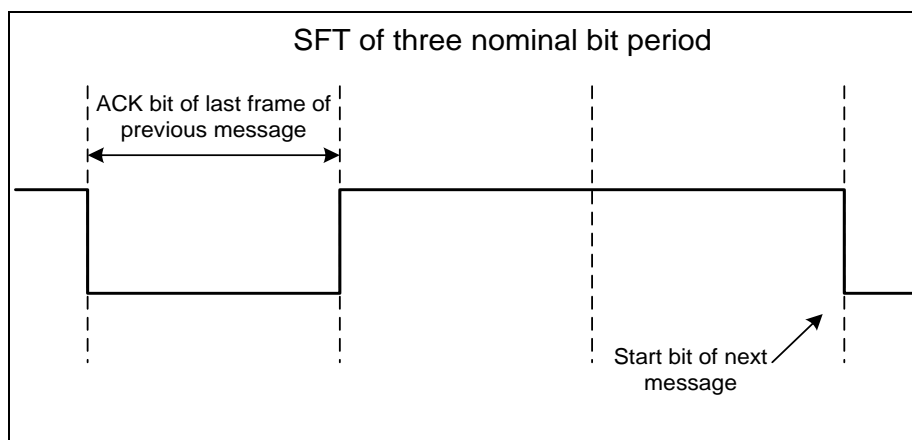 SFT of three nominal bit period
ACK bit of last frame of
previous message
Start bit of next
message